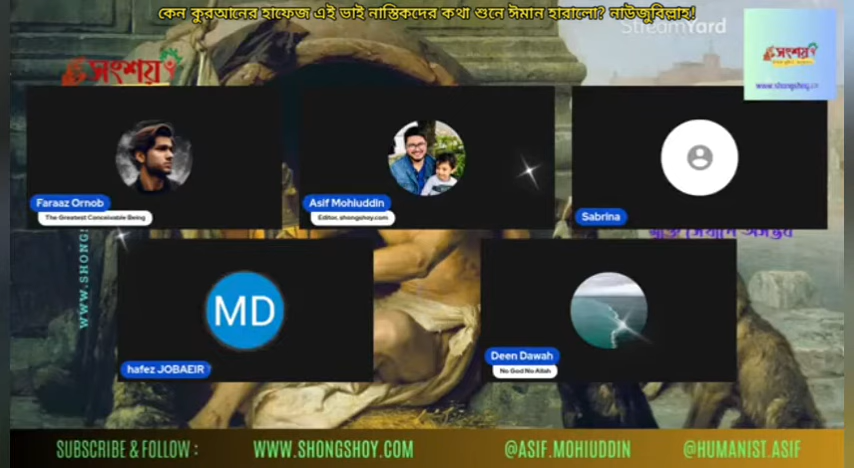 কেন কুরআনের হাফেজ এই ভাই নাস্তিকদের কথা শুনে ঈমান হারালো? নাউজুবিল্লাহ!
StreamYard
সংশয়
সংশয়
www.shongshoy.com
Faraaz Ornob
The Greatest Conceivable Being
Asif Mohiuddin
Editor, shongshoy.com
Sabrina
WWW.SHONG
MD
hafez JOBAEIR
Deen Dawah
No God No Allah
SUBSCRIBE & FOLLOW : WWW.SHONGSHOY.COM @ASIF.MOHIUDDIN @HUMANIST.ASIF